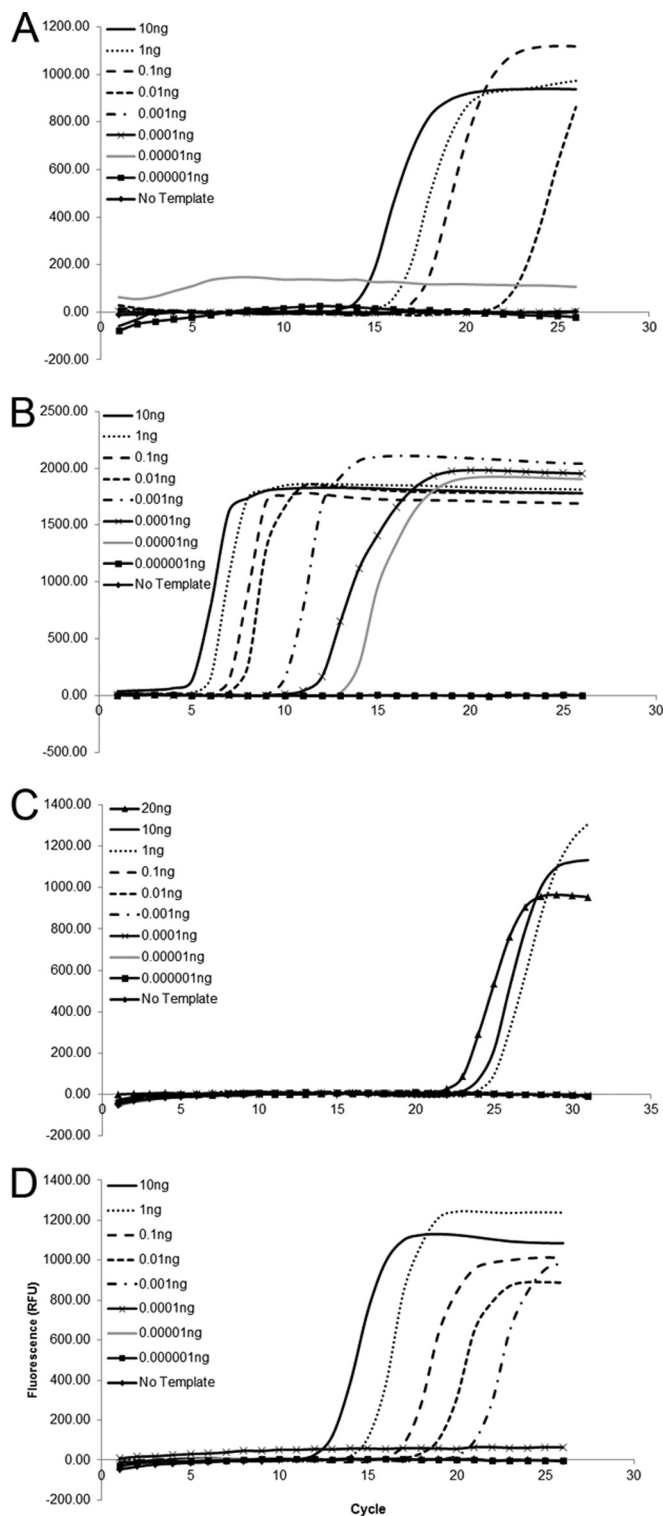 A
1200.00
1000.00
800.00
600.00
400.00
200.00
0.00
-200.00
10ng
1ng
0.1ng
0.01ng
0.001ng
0.0001ng
0.00001ng
0.000001ng
No Template
0 5 10 15 20 25 30
B
2500.00
2000.00
1500.00
1000.00
500.00
0.00
-500.00
10ng
1ng
0.1ng
0.01ng
0.001ng
0.0001ng
0.00001ng
0.000001ng
No Template
0 5 10 15 20 25 30
C
1400.00
1200.00
1000.00
800.00
600.00
400.00
200.00
0.00
-200.00
20ng
10ng
1ng
0.1ng
0.01ng
0.001ng
0.0001ng
0.00001ng
0.000001ng
No Template
0 5 10 15 20 25 30 35
D
1400.00
1200.00
1000.00
800.00
600.00
400.00
200.00
0.00
-200.00
10ng
1ng
0.1ng
0.01ng
0.001ng
0.0001ng
0.00001ng
0.000001ng
No Template
Fluorescence (RFU)
0 5 10 15 20 25 30
Cycle